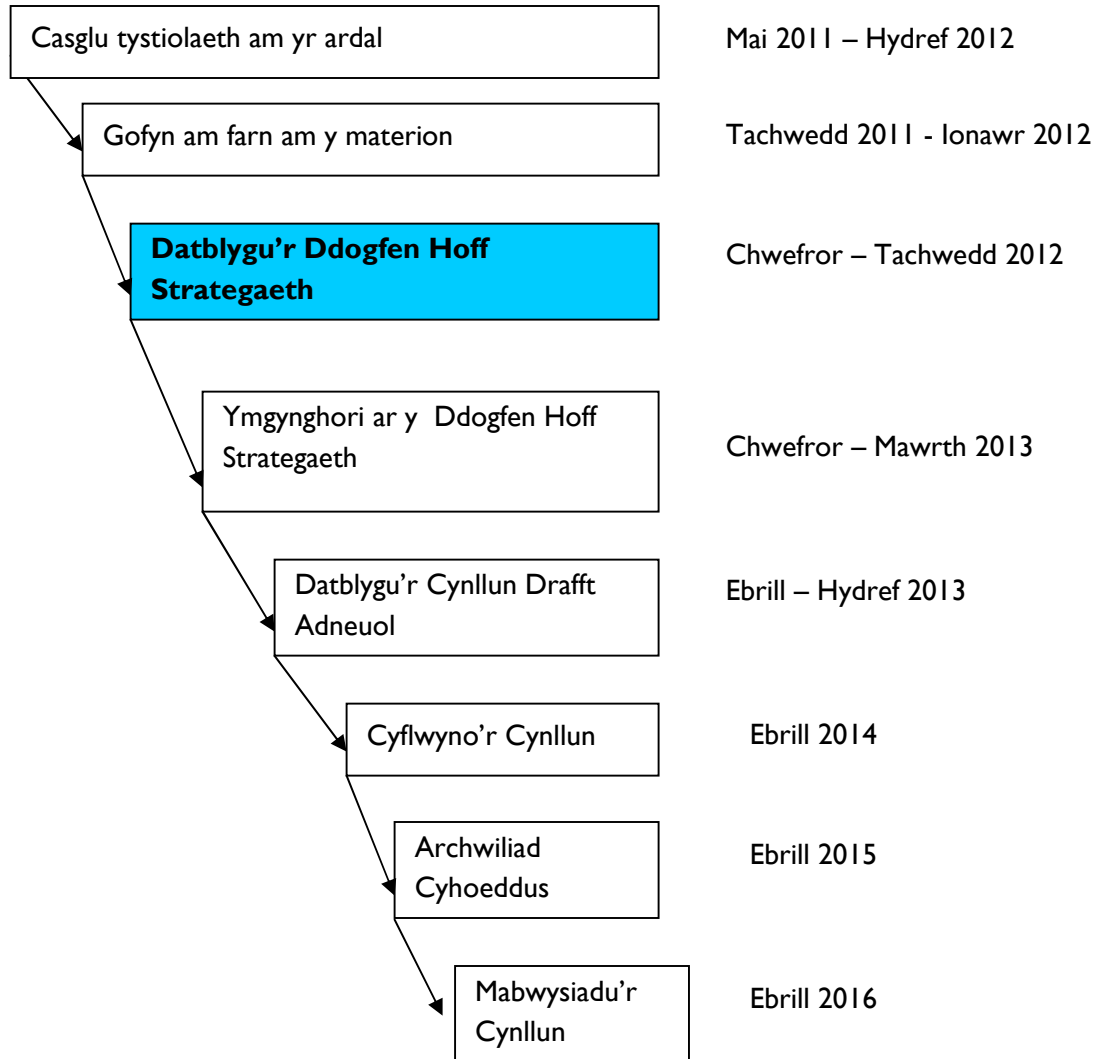 Casglu tystiolaeth am yr ardal
Mai 2011 – Hydref 2012
Gofyn am farn am y materion
Tachwedd 2011 - Ionawr 2012
Datblygu'r Ddogfen Hoff
Strategaeth
Chwefror – Tachwedd 2012
Ymgynghori ar y Ddogfen Hoff
Strategaeth
Chwefror – Mawrth 2013
Datblygu'r Cynllun Drafft
Adneuol
Ebrill – Hydref 2013
Cyflwyno'r Cynllun
Ebrill 2014
Archwiliad
Cyhoeddus
Ebrill 2015
Mabwysiadu'r
Cynllun
Ebrill 2016